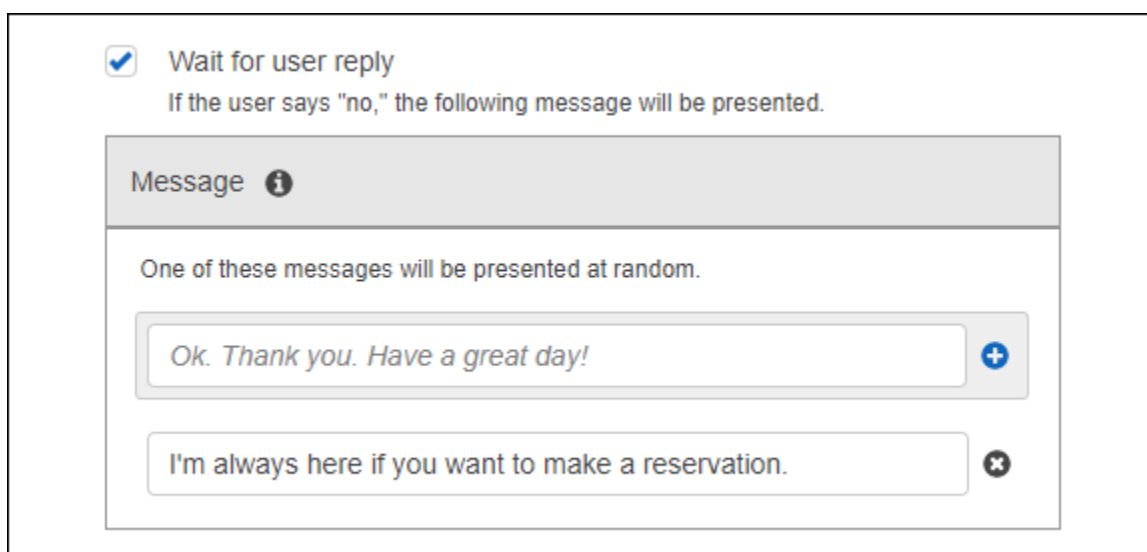 Wait for user reply
If the user says "no," the following message will be presented.
Message
One of these messages will be presented at random.
Ok. Thank you. Have a great day!
I'm always here if you want to make a reservation.